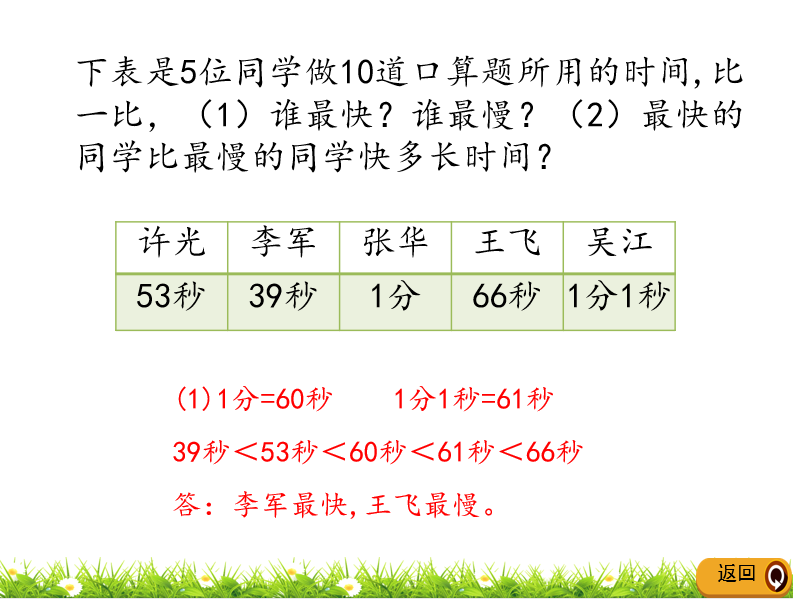 下表是5位同学做10道口算题所用的时间,比
一比，（1）谁最快？谁最慢？（2）最快的
同学比最慢的同学快多长时间？
许光 李军 张华 王飞 吴江
53秒 39秒 1分 66秒 1分1秒
(1)1分=60秒 1分1秒=61秒
39秒＜53秒＜60秒＜61秒＜66秒
答：李军最快,王飞最慢。
返回